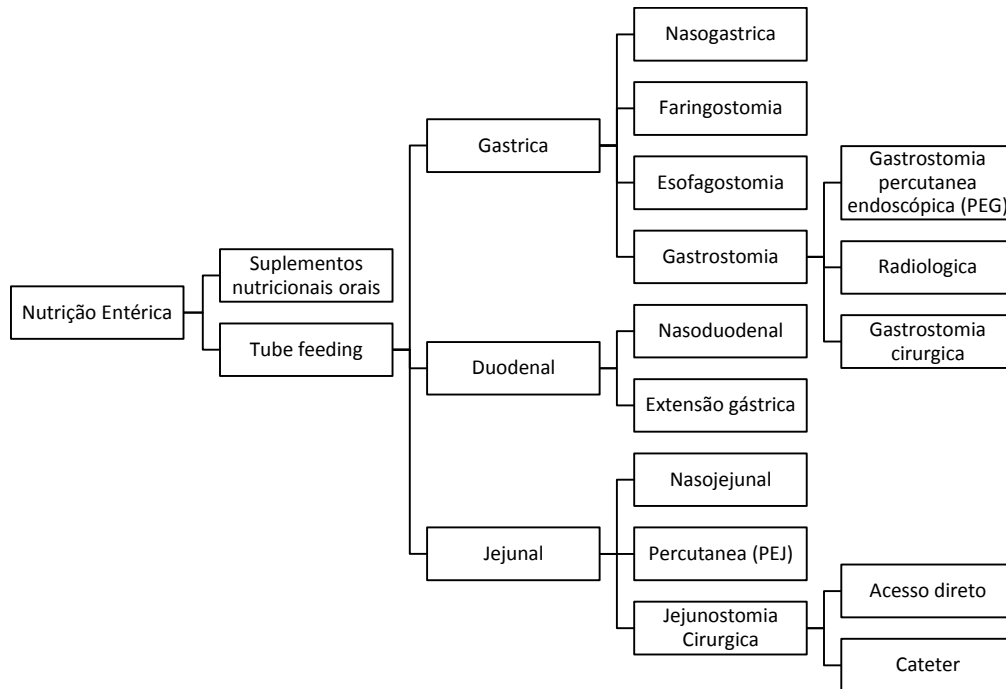 Nutrição Entérica
Suplementos
nutricionais orais
Tube feeding
Gastrica
Nasogastrica
Faringostomia
Esofagostomia
Gastrostomia
Gastrostomia
percutanea
endoscópica (PEG)
Radiologica
Gastrostomia
cirurgica
Duodenal
Nasoduodenal
Extensão gástrica
Jejunal
Nasojejunal
Percutanea (PEJ)
Jejunostomia
Cirurgica
Acesso direto
Cateter